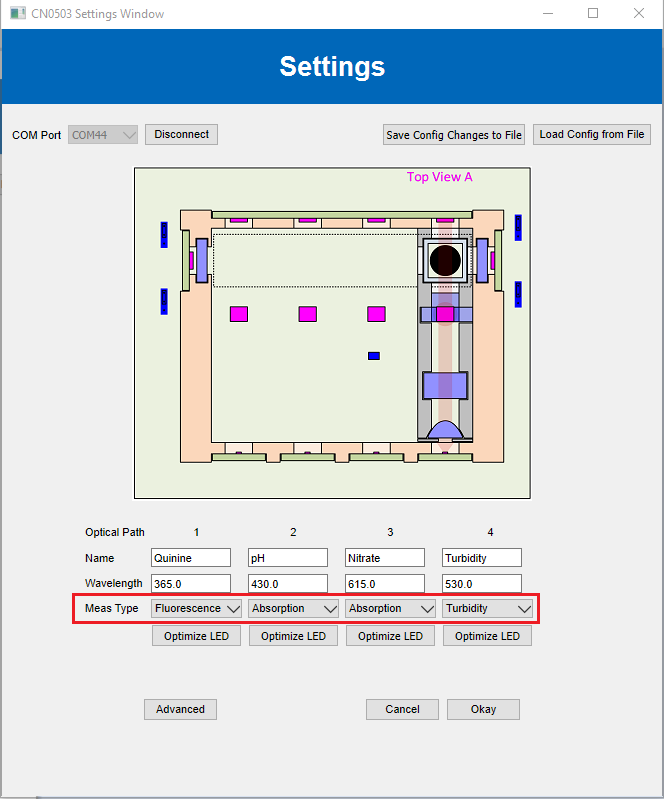 CN0503 Settings Window
Settings
COM Port COM44 Disconnect Save Config Changes to File Load Config from File
Top View A
Optical Path 1 2 3 4
Name Quinine pH Nitrate Turbidity
Wavelength 365.0 430.0 615.0 530.0
Meas Type Fluorescence Absorption Absorption Turbidity
Optimize LED Optimize LED Optimize LED Optimize LED
Advanced Cancel Okay